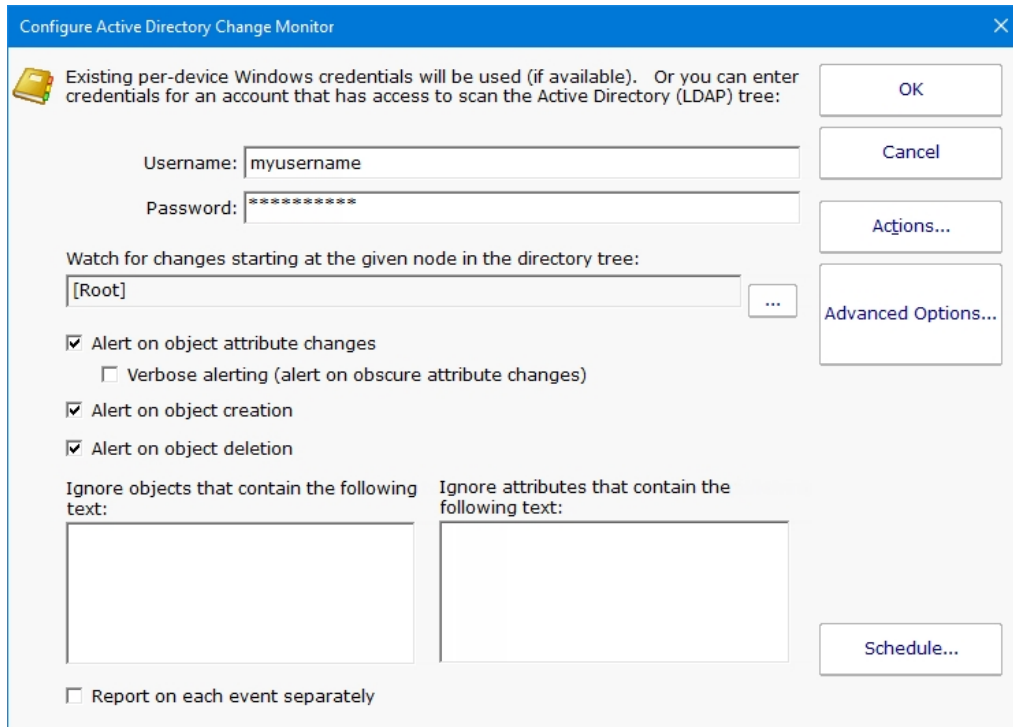 Configure Active Directory Change Monitor
Existing per-device Windows credentials will be used (if available). Or you can enter
credentials for an account that has access to scan the Active Directory (LDAP) tree:
OK
Cancel
Username: myusername
Password: **********
Actions...
Watch for changes starting at the given node in the directory tree:
[Root]
...
Advanced Options...
Alert on object attribute changes
Verbose alerting (alert on obscure attribute changes)
Alert on object creation
Alert on object deletion
Ignore objects that contain the following
text:
Ignore attributes that contain the
following text:
Schedule...
Report on each event separately